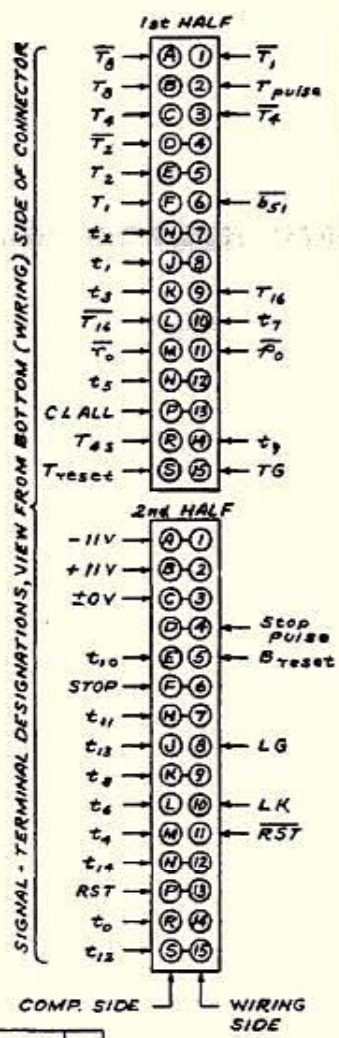 SIGNAL - TERMINAL DESIGNATIONS, VIEW FROM BOTTOM (WIRING) SIDE OF CONNECTOR
1st HALF
T̅8 A 1 T̅1
T8 B 2 Tpulse
T4 C 3 T̅4
T̅2 D 4
T2 E 5
T1 F 6 b̅51
t2 H 7
t1 J 8
t3 K 9 T16
T̅16 L 10 t7
T̅0 M 11 P̅0
t5 N 12
CLALL P 13
T4s R 14 t9
Treset S 15 TG
2nd HALF
-11V A 1
+11V B 2
±0V C 3
D 4 Stop pulse
t10 E 5 Breset
STOP F 6
t11 H 7
t13 J 8 LG
t8 K 9
t6 L 10 LK
t4 M 11 R̅S̅T̅
t14 N 12
RST P 13
t0 R 14
t12 S 15
COMP. SIDE WIRING SIDE